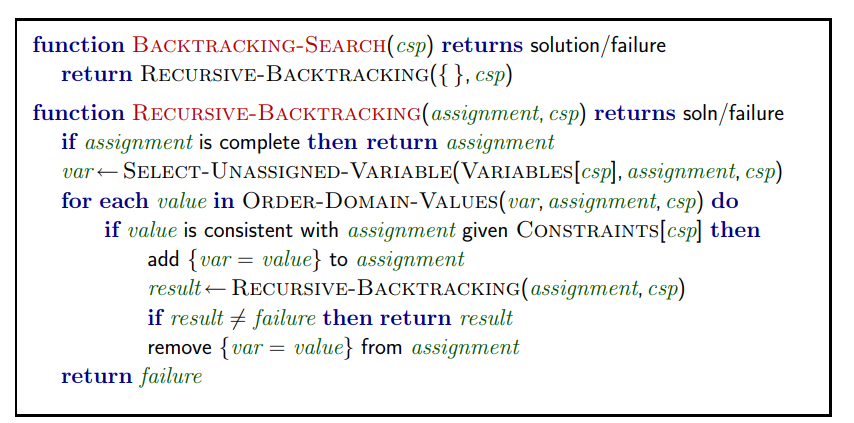 function BACKTRACKING-SEARCH(csp) returns solution/failure
return RECURSIVE-BACKTRACKING({ }, csp)
function RECURSIVE-BACKTRACKING(assignment, csp) returns soln/failure
if assignment is complete then return assignment
var ← SELECT-UNASSIGNED-VARIABLE(VARIABLES[csp], assignment, csp)
for each value in ORDER-DOMAIN-VALUES(var, assignment, csp) do
if value is consistent with assignment given CONSTRAINTS[csp] then
add {var = value} to assignment
result ← RECURSIVE-BACKTRACKING(assignment, csp)
if result ≠ failure then return result
remove {var = value} from assignment
return failure